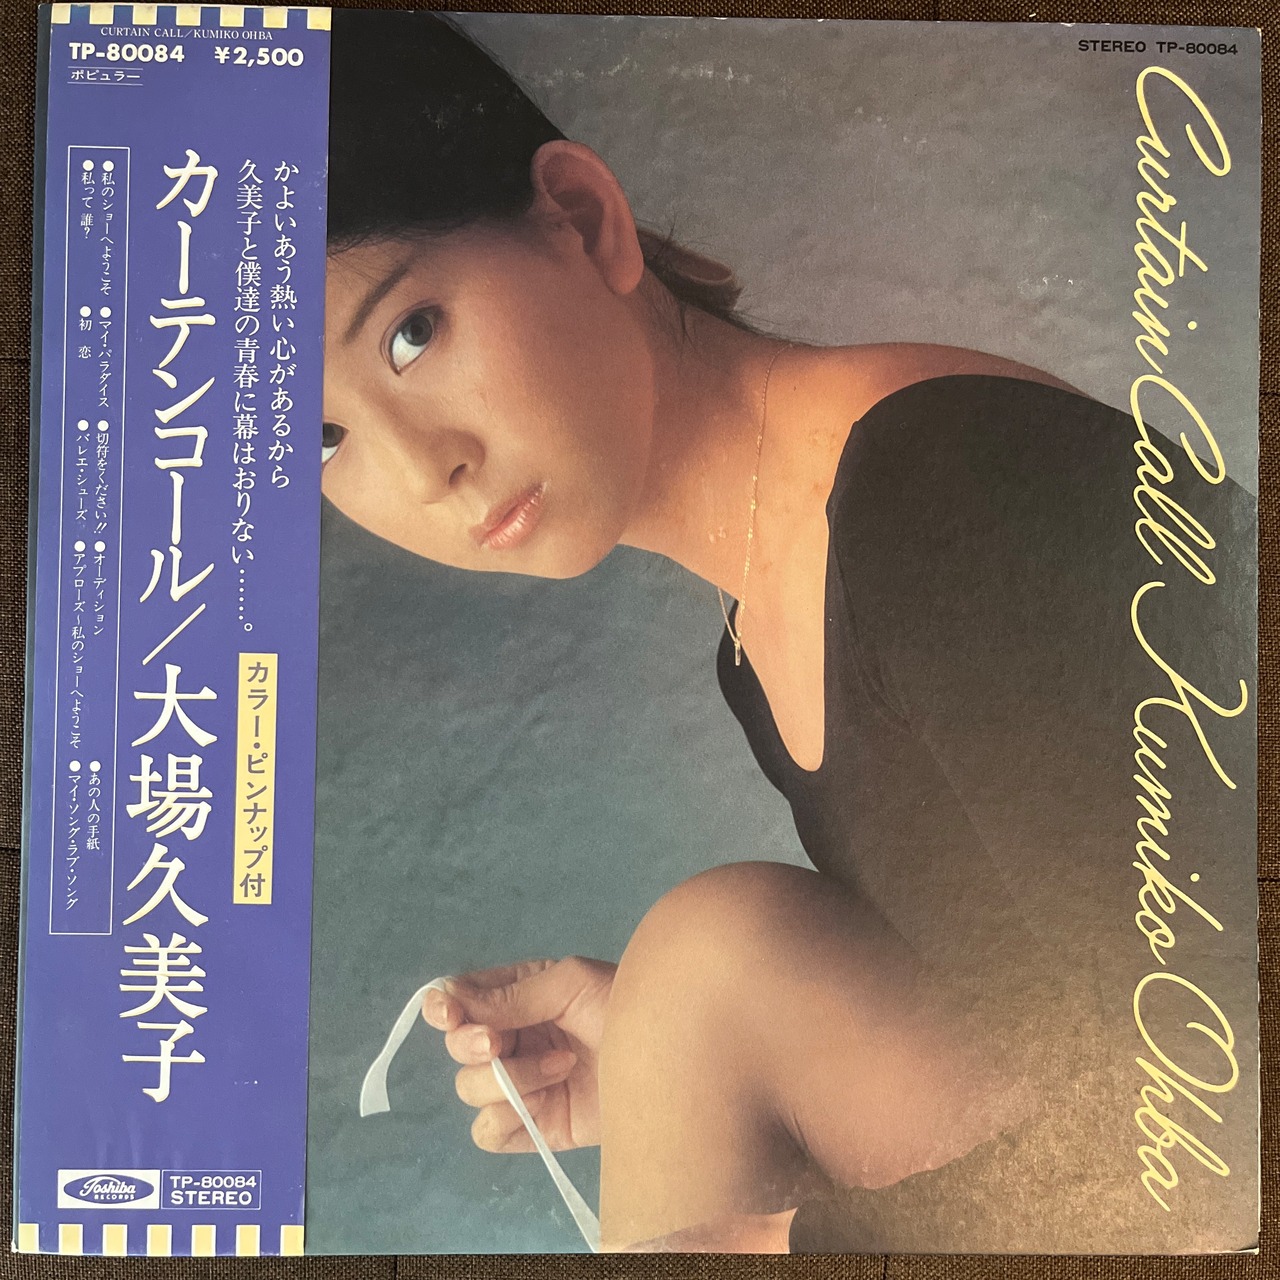 CURTAIN CALL/KUMIKO OHBA
TP-80084 ¥2,500
ポピュラー
かよいあう熱い心があるから
久美子と僕達の青春に幕はおりない……。
カラー・ピンナップ付
カーテンコール/大場久美子
●私のショーへようこそ ●マイ・パラダイス ●切符をください!! ●オーディション ●あの人の手紙
●私って 誰? ●初 恋 ●バレエ・シューズ ●アプローズ~私のショーへようこそ ●マイ・ソング・ラブ・ソング
Toshiba
RECORDS
TP-80084
STEREO
STEREO TP-80084
Curtain Call Kumiko Ohba